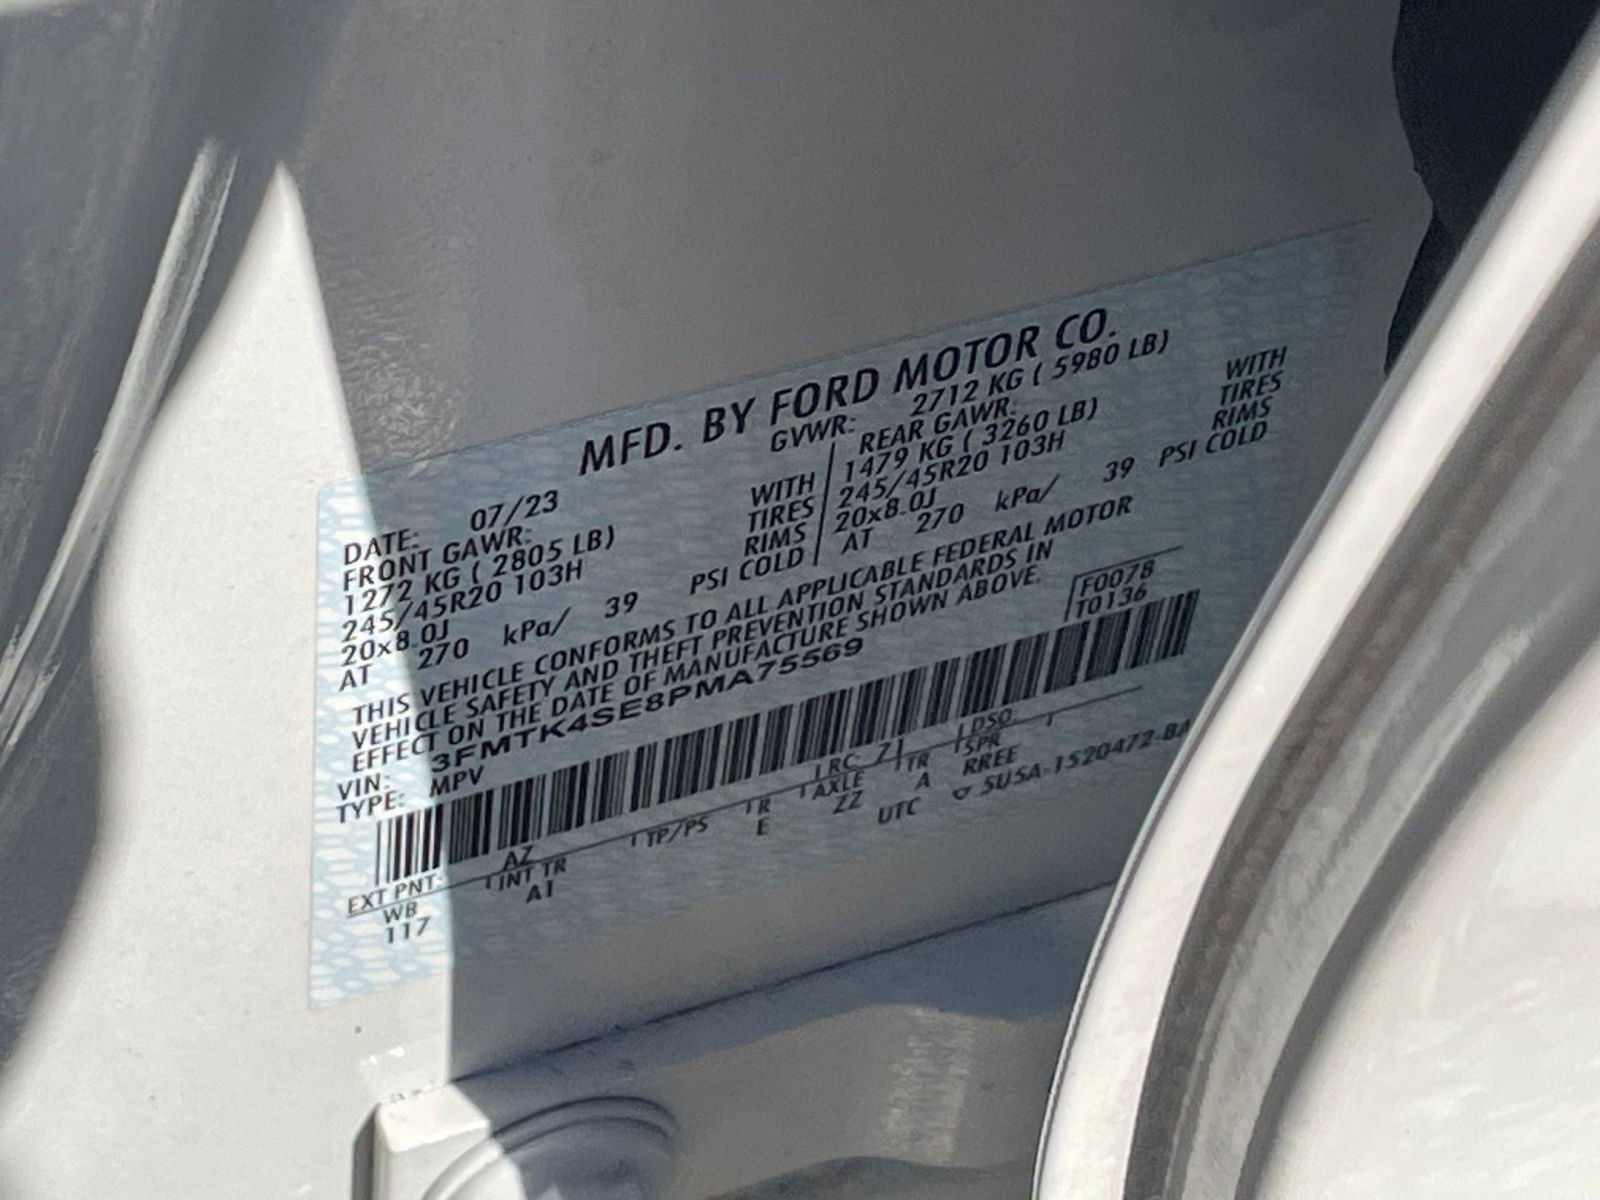 MFD. BY FORD MOTOR CO.
DATE: 07/23 GVWR: 2712 KG ( 5980 LB)
FRONT GAWR: REAR GAWR:
1272 KG ( 2805 LB) WITH 1479 KG ( 3260 LB) WITH
245/45R20 103H TIRES 245/45R20 103H TIRES
20x8.0J RIMS 20x8.0J RIMS
AT 270 kPa/ 39 PSI COLD AT 270 kPa/ 39 PSI COLD
THIS VEHICLE CONFORMS TO ALL APPLICABLE FEDERAL MOTOR
VEHICLE SAFETY AND THEFT PREVENTION STANDARDS IN
EFFECT ON THE DATE OF MANUFACTURE SHOWN ABOVE.
VIN: 3FMTK4SE8PMA75569 F0078
TYPE: MPV T0136
AZ RC: 71 DSO
EXT PNT: INT TR TP/PS R AXLE TR SPR
WB A1 E ZZ A RREE
117 UTC ▽ 5U5A-1520472-BA